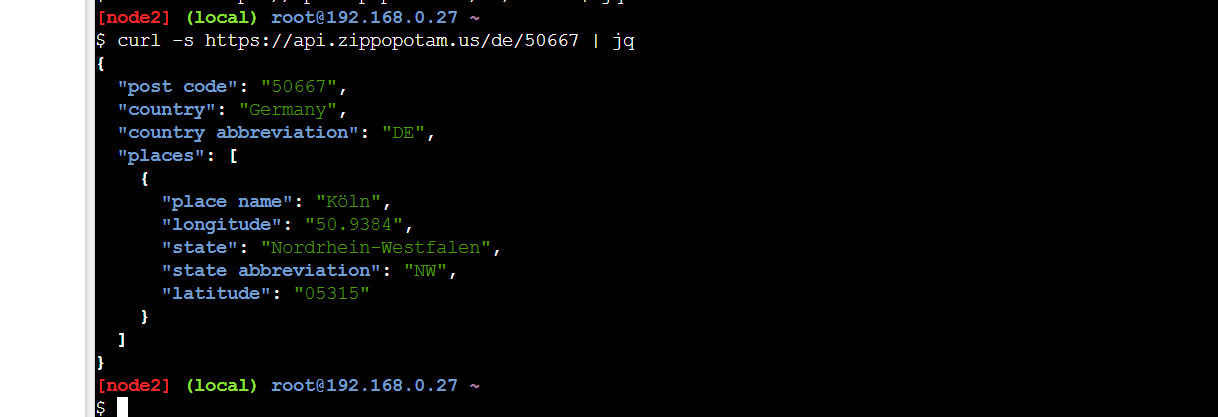 [node2] (local) root@192.168.0.27 ~
$ curl -s https://api.zippopotam.us/de/50667 | jq
{
  "post code": "50667",
  "country": "Germany",
  "country abbreviation": "DE",
  "places": [
    {
      "place name": "Köln",
      "longitude": "50.9384",
      "state": "Nordrhein-Westfalen",
      "state abbreviation": "NW",
      "latitude": "05315"
    }
  ]
}
[node2] (local) root@192.168.0.27 ~
$